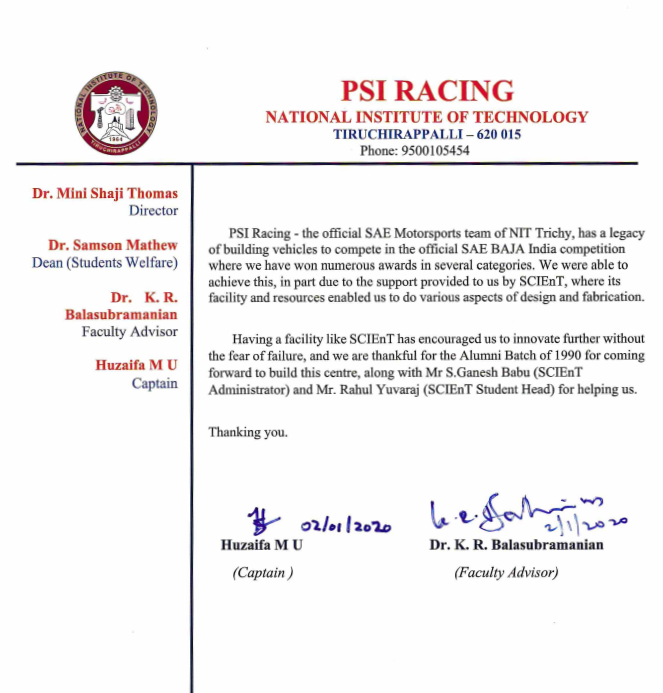 NATIONAL INSTITUTE OF TECHNOLOGY
1964
TIRUCHIRAPPALLI
PSI RACING
NATIONAL INSTITUTE OF TECHNOLOGY
TIRUCHIRAPPALLI – 620 015
Phone: 9500105454
Dr. Mini Shaji Thomas
Director
Dr. Samson Mathew
Dean (Students Welfare)
Dr. K. R.
Balasubramanian
Faculty Advisor
Huzaifa M U
Captain
PSI Racing - the official SAE Motorsports team of NIT Trichy, has a legacy
of building vehicles to compete in the official SAE BAJA India competition
where we have won numerous awards in several categories. We were able to
achieve this, in part due to the support provided to us by SCIEnT, where its
facility and resources enabled us to do various aspects of design and fabrication.
Having a facility like SCIEnT has encouraged us to innovate further without
the fear of failure, and we are thankful for the Alumni Batch of 1990 for coming
forward to build this centre, along with Mr S.Ganesh Babu (SCIEnT
Administrator) and Mr. Rahul Yuvaraj (SCIEnT Student Head) for helping us.
Thanking you.
02/01/2020
2/1/2020
Huzaifa M U
Dr. K. R. Balasubramanian
(Captain )
(Faculty Advisor)